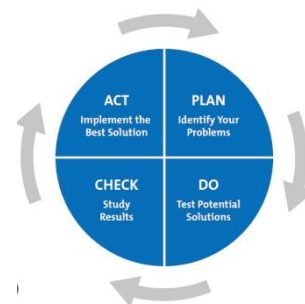 ACT
Implement the
Best Solution
PLAN
Identify Your
Problems
CHECK
Study
Results
DO
Test Potential
Solutions
)